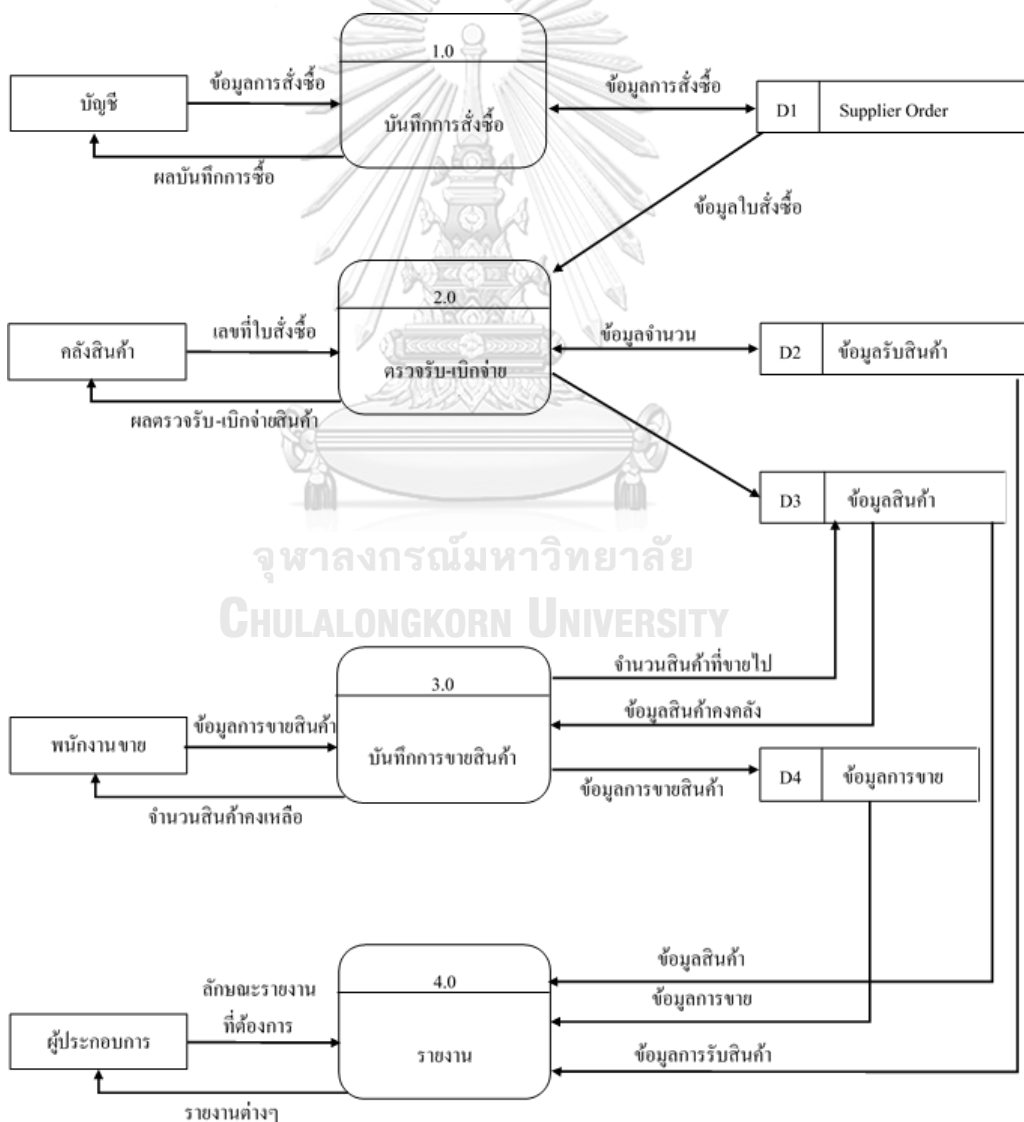 1.0
บัญชี
ข้อมูลการสั่งซื้อ
บันทึกการสั่งซื้อ
ข้อมูลการสั่งซื้อ
D1 Supplier Order
ผลบันทึกการซื้อ
ข้อมูลใบสั่งซื้อ
2.0
คลังสินค้า
เลขที่ใบสั่งซื้อ
ตรวจรับ-เบิกจ่าย
ข้อมูลจำนวน
D2 ข้อมูลรับสินค้า
ผลตรวจรับ-เบิกจ่ายสินค้า
D3 ข้อมูลสินค้า
จุฬาลงกรณ์มหาวิทยาลัย
CHULALONGKORN UNIVERSITY
จำนวนสินค้าที่ขายไป
3.0
ข้อมูลสินค้าคงคลัง
พนักงานขาย
ข้อมูลการขายสินค้า
บันทึกการขายสินค้า
ข้อมูลการขายสินค้า
D4 ข้อมูลการขาย
จำนวนสินค้าคงเหลือ
4.0
ข้อมูลสินค้า
ลักษณะรายงาน
ที่ต้องการ
ข้อมูลการขาย
ผู้ประกอบการ
รายงาน
ข้อมูลการรับสินค้า
รายงานต่างๆ